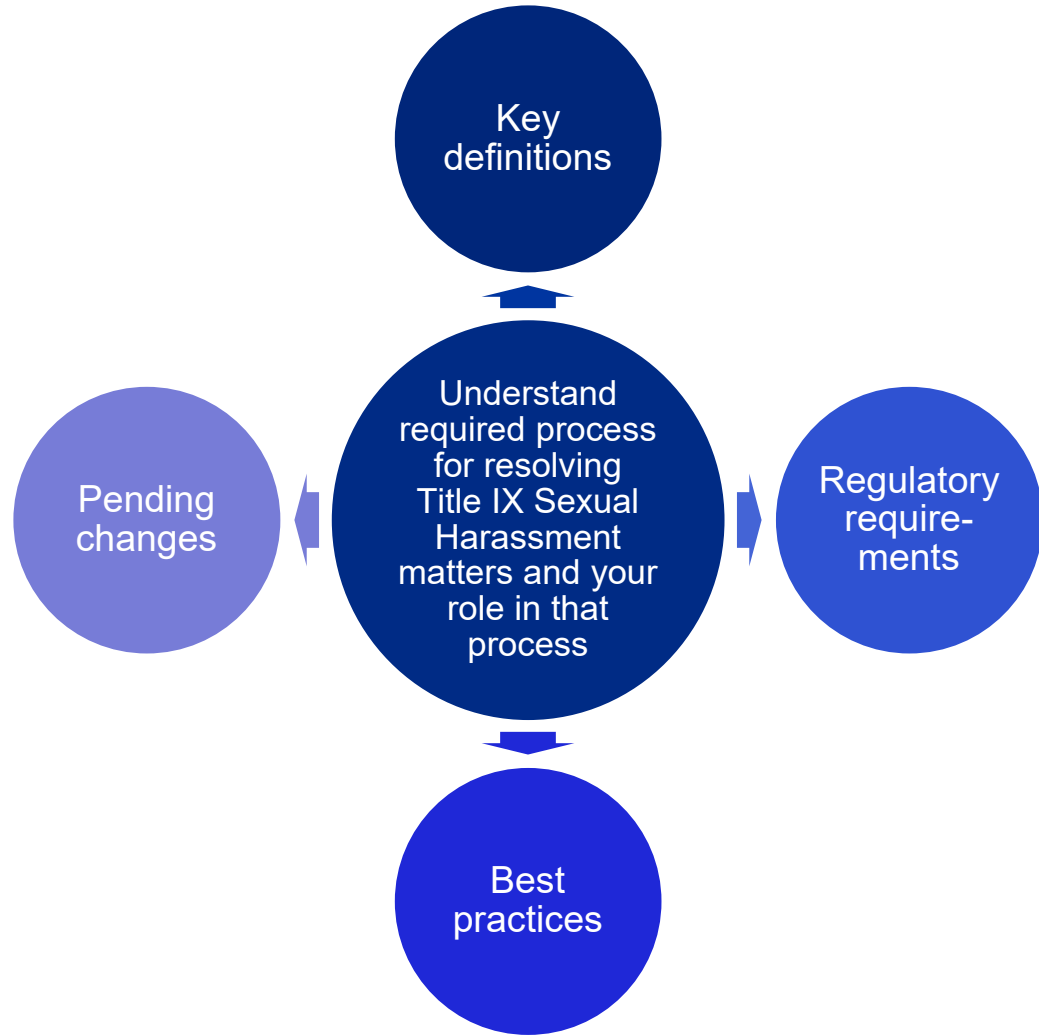 Key
definitions
Understand
required process
for resolving
Title IX Sexual
Harassment
matters and your
role in that
process
Pending
changes
Regulatory
require-
ments
Best
practices